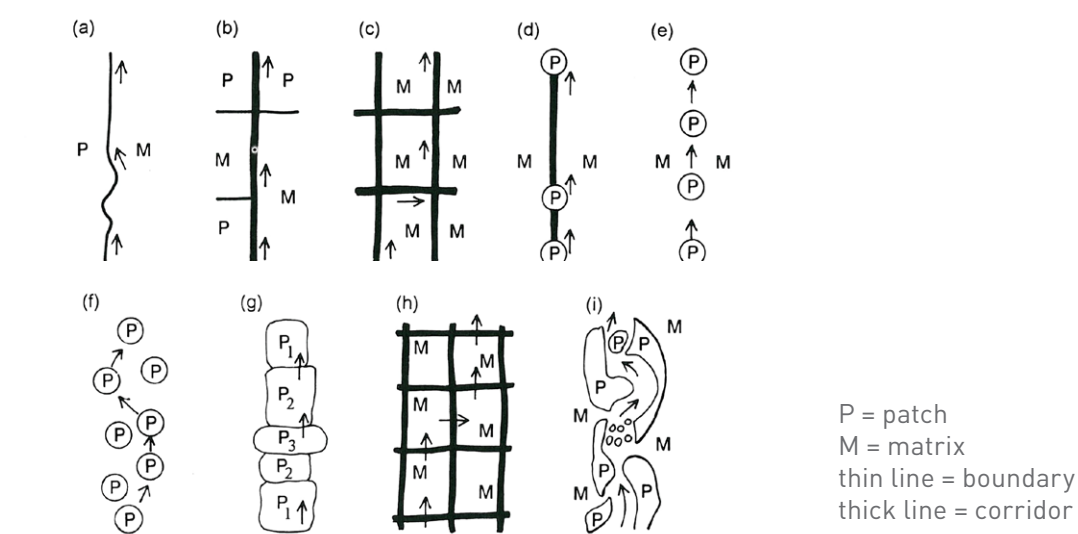 (a)
(b)
(c)
(d)
(e)
P M
P P
M
M
P
M M
M M
M M
P
M M
P
P
P
P
M M
P
P
(f)
(g)
(h)
(i)
P
P
P
P
P
P
P
P
P1
P2
P3
P2
P1
M
M
M
M
M
M
M
P P
P
M
M
P
M P
P
P = patch
M = matrix
thin line = boundary
thick line = corridor